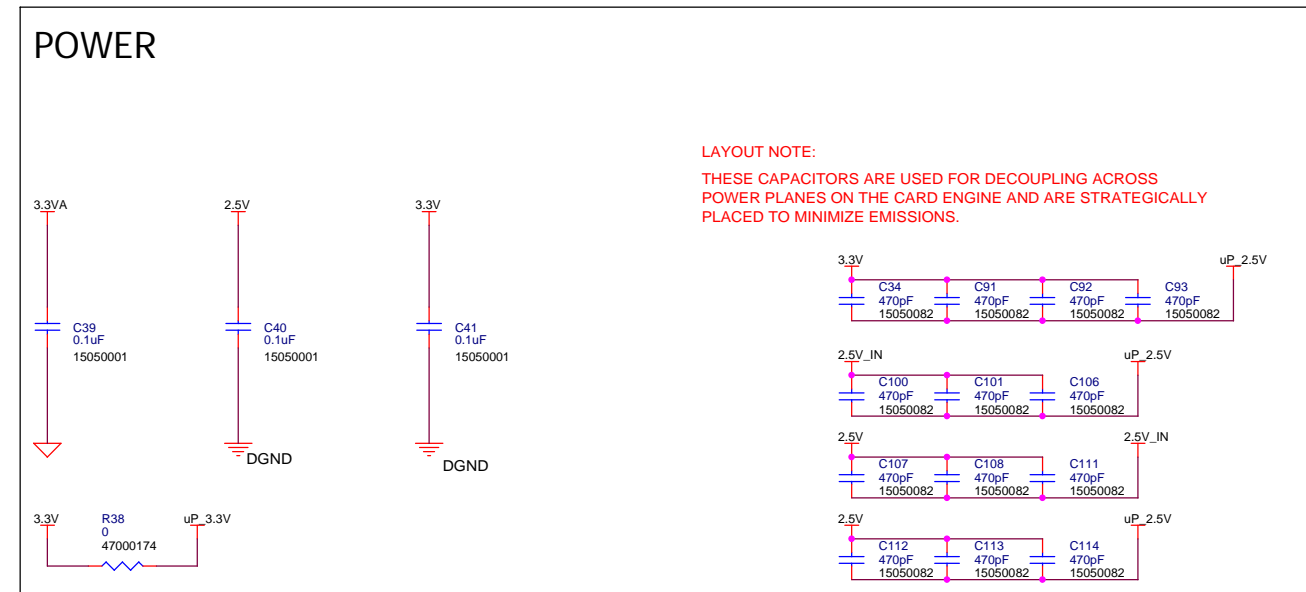 POWER
LAYOUT NOTE:
THESE CAPACITORS ARE USED FOR DECOUPLING ACROSS
POWER PLANES ON THE CARD ENGINE AND ARE STRATEGICALLY
PLACED TO MINIMIZE EMISSIONS.
3.3VA
C39
0.1uF
15050001
2.5V
C40
0.1uF
15050001
DGND
3.3V
C41
0.1uF
15050001
DGND
3.3V
R38
0
47000174
uP_3.3V
3.3V uP_2.5V
C34 C91 C92 C93
470pF 470pF 470pF 470pF
15050082 15050082 15050082 15050082
2.5V_IN uP_2.5V
C100 C101 C106
470pF 470pF 470pF
15050082 15050082 15050082
2.5V 2.5V_IN
C107 C108 C111
470pF 470pF 470pF
15050082 15050082 15050082
2.5V uP_2.5V
C112 C113 C114
470pF 470pF 470pF
15050082 15050082 15050082